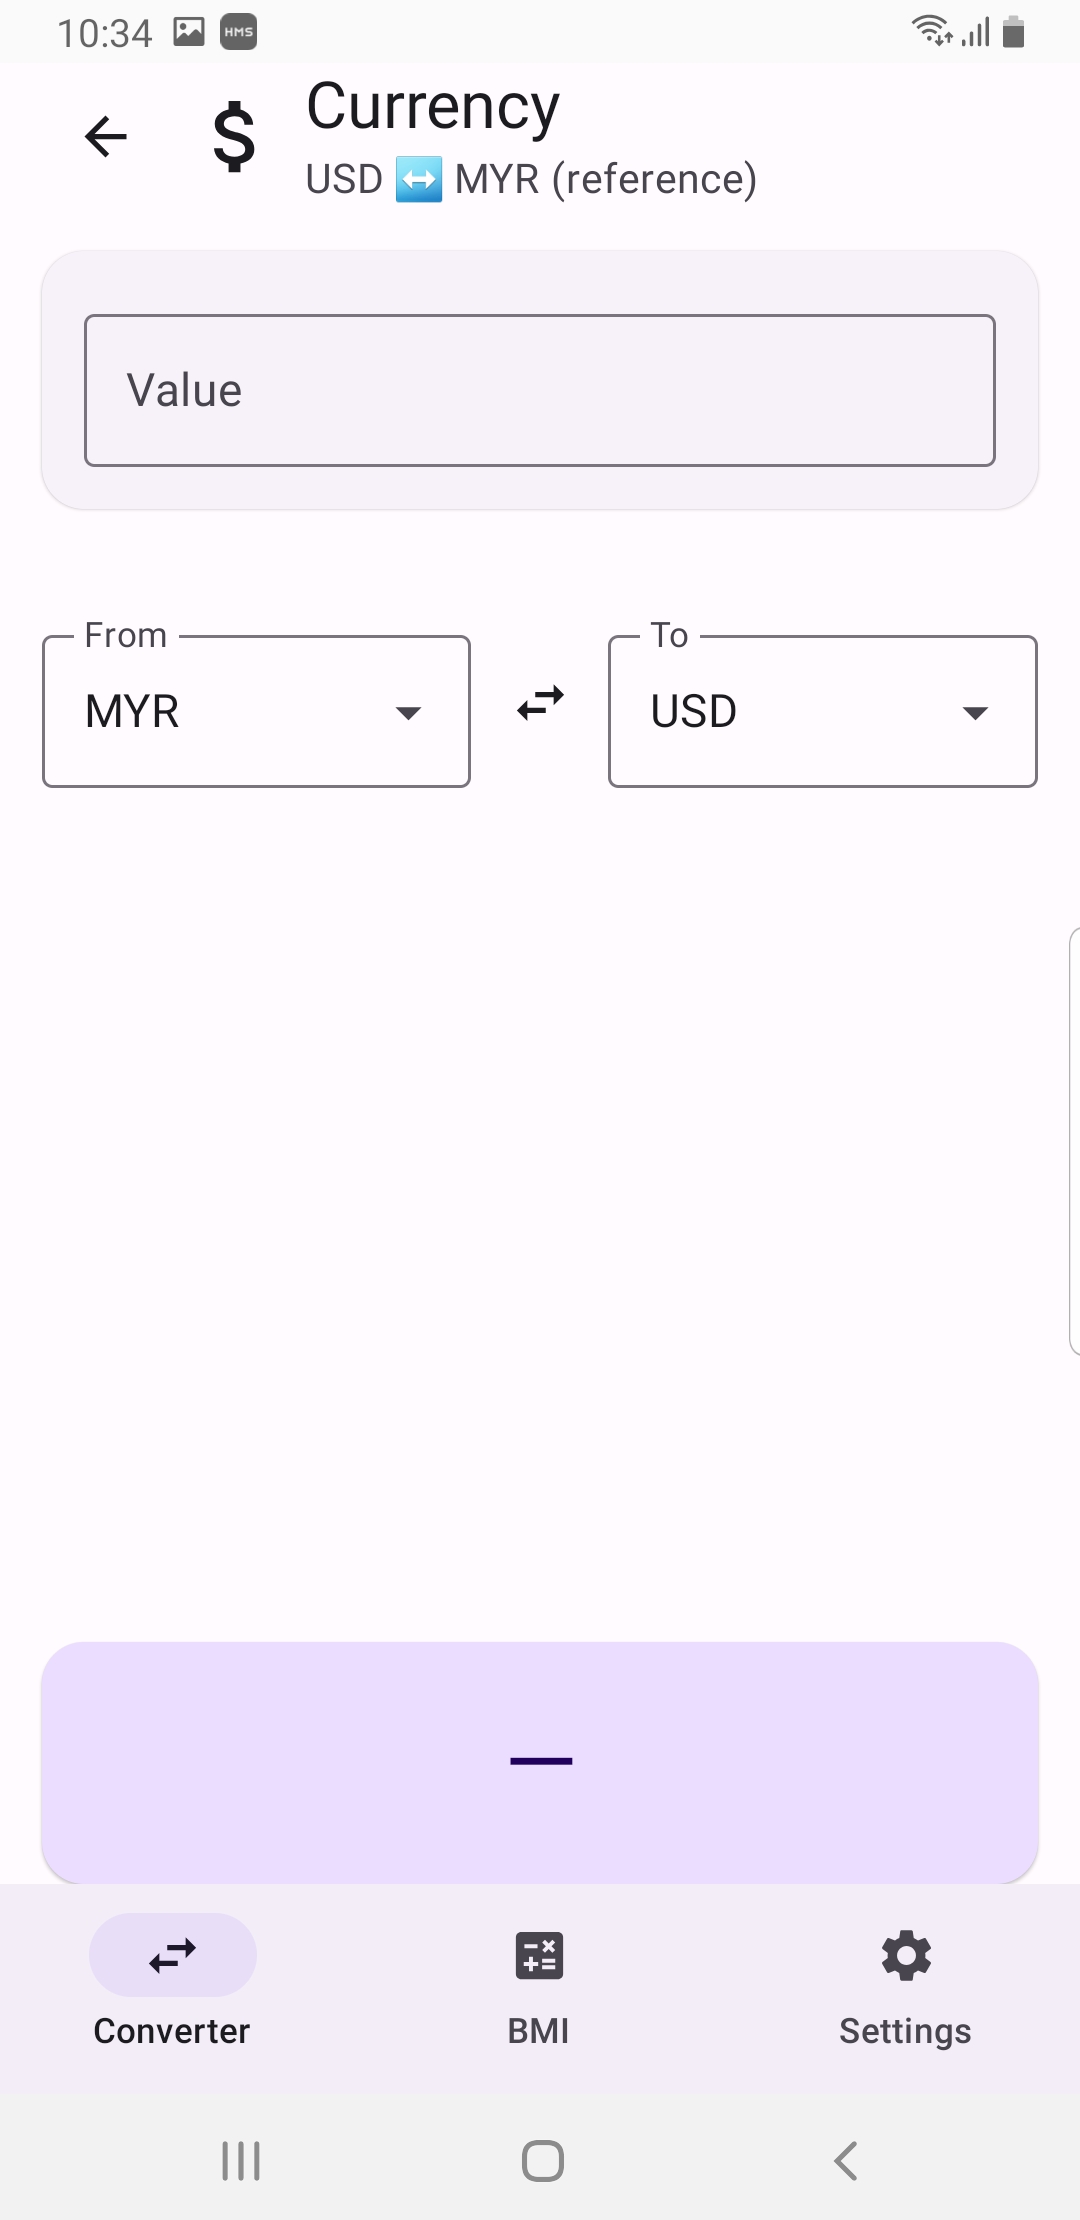 10:34 HMS
Currency
USD ↔️ MYR (reference)
Value
From
To
MYR
USD
—
Converter
BMI
Settings